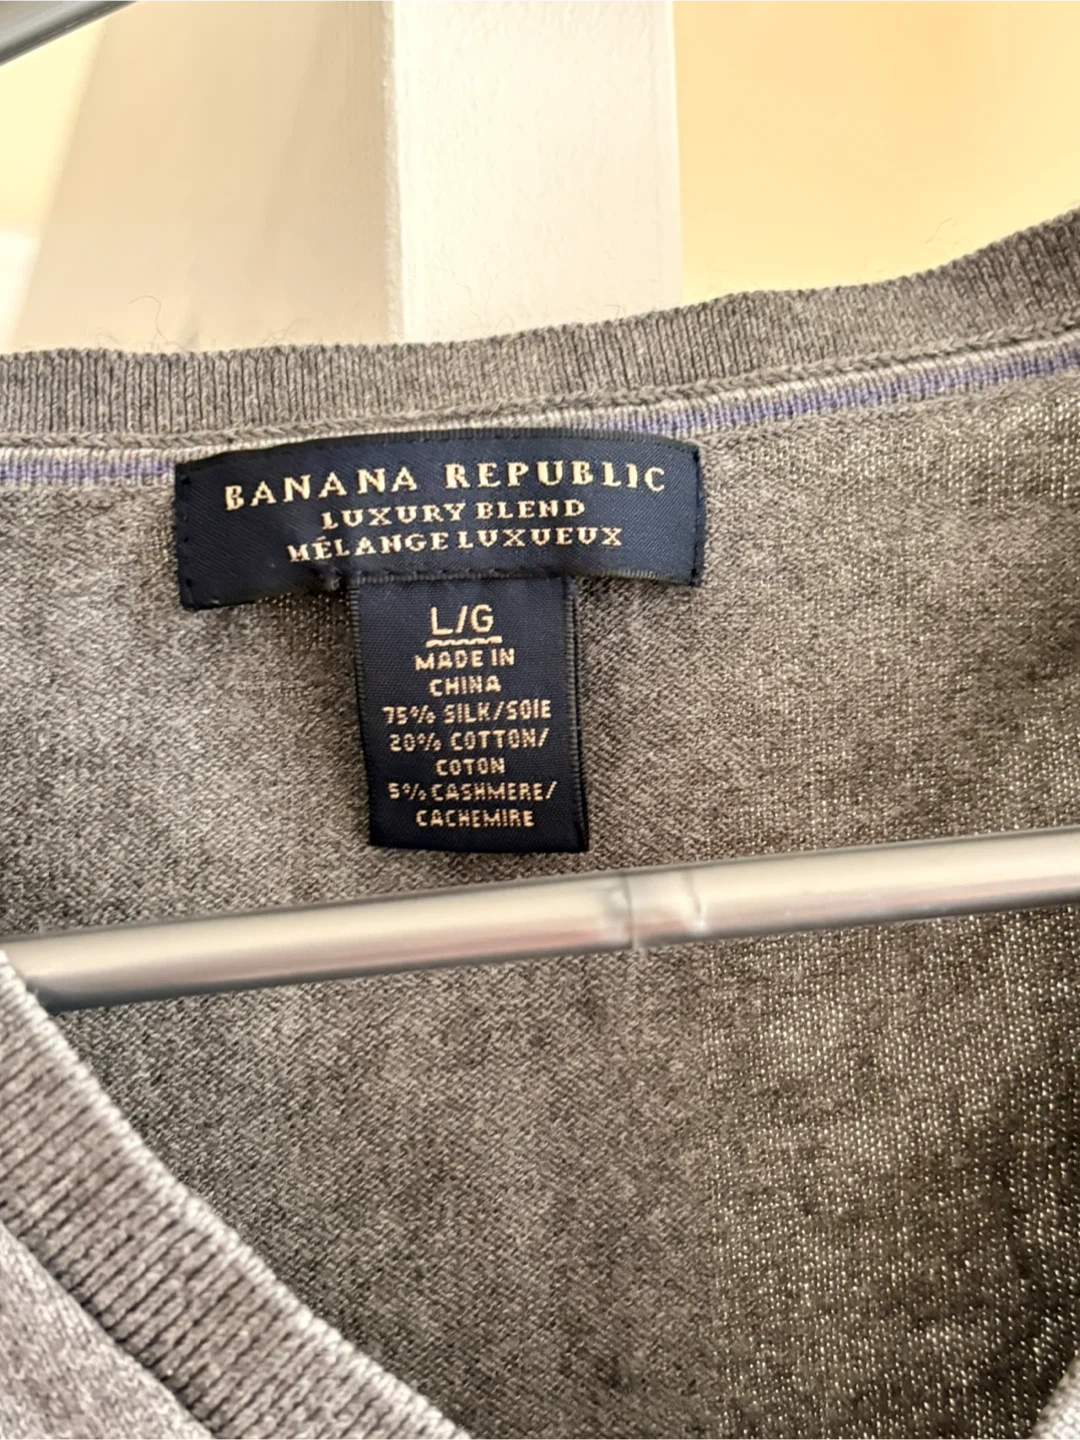 BANANA REPUBLIC
LUXURY BLEND
MÉLANGE LUXUEUX
L/G
MADE IN
CHINA
75% SILK/SOIE
20% COTTON/
COTON
5% CASHMERE/
CACHEMIRE